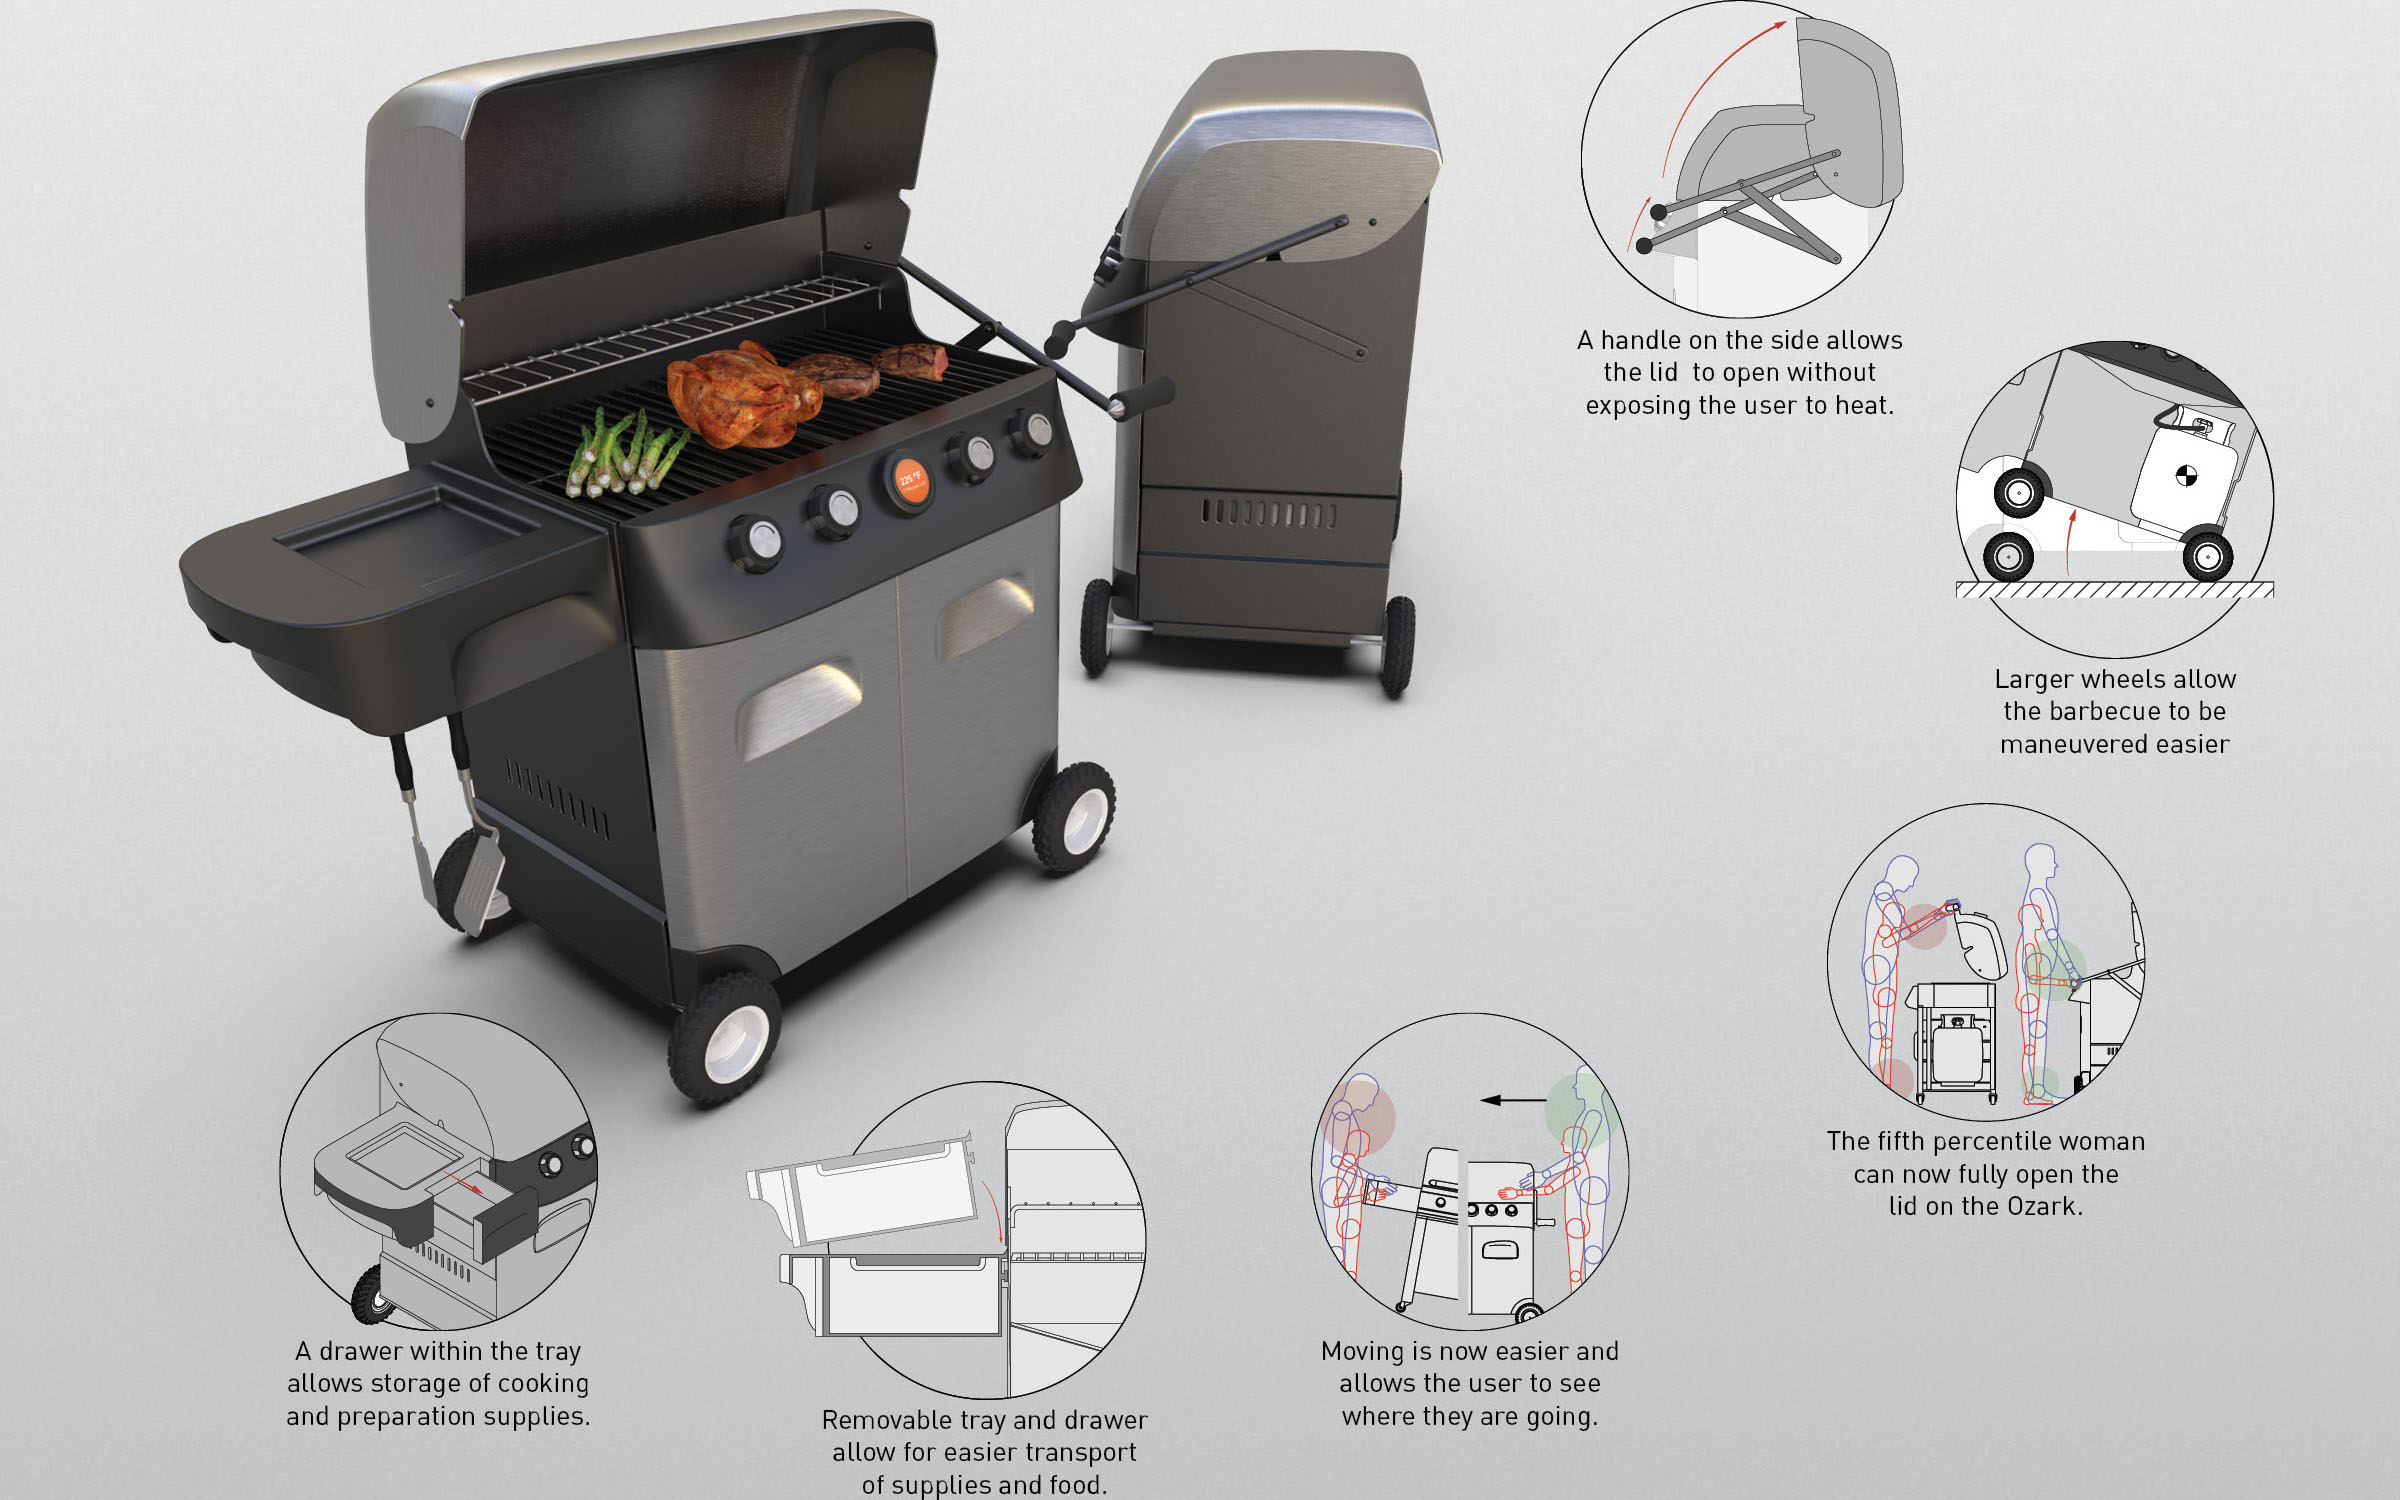 225 °F
A handle on the side allows
the lid to open without
exposing the user to heat.
Larger wheels allow
the barbecue to be
maneuvered easier
The fifth percentile woman
can now fully open the
lid on the Ozark.
Moving is now easier and
allows the user to see
where they are going.
Removable tray and drawer
allow for easier transport
of supplies and food.
A drawer within the tray
allows storage of cooking
and preparation supplies.